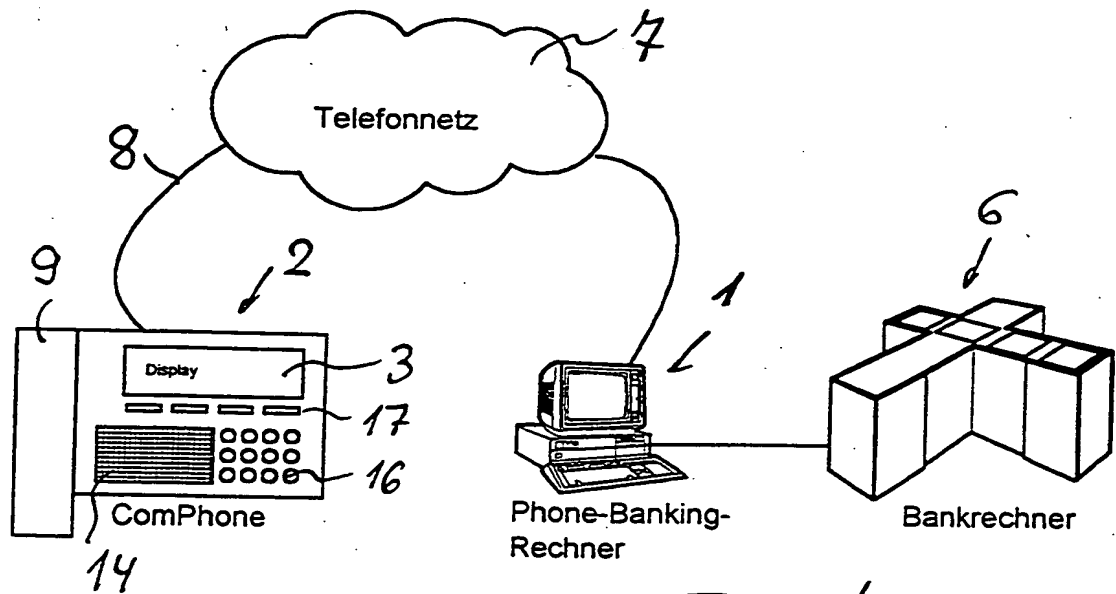 7
Telefonnetz
8
6
2
9
1
Display
3
17
16
ComPhone
Phone-Banking-
Rechner
Bankrechner
14